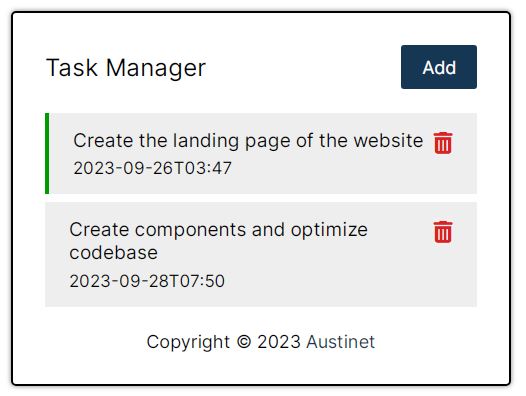 Task Manager
Add
Create the landing page of the website
2023-09-26T03:47
Create components and optimize
codebase
2023-09-28T07:50
Copyright © 2023 Austinet